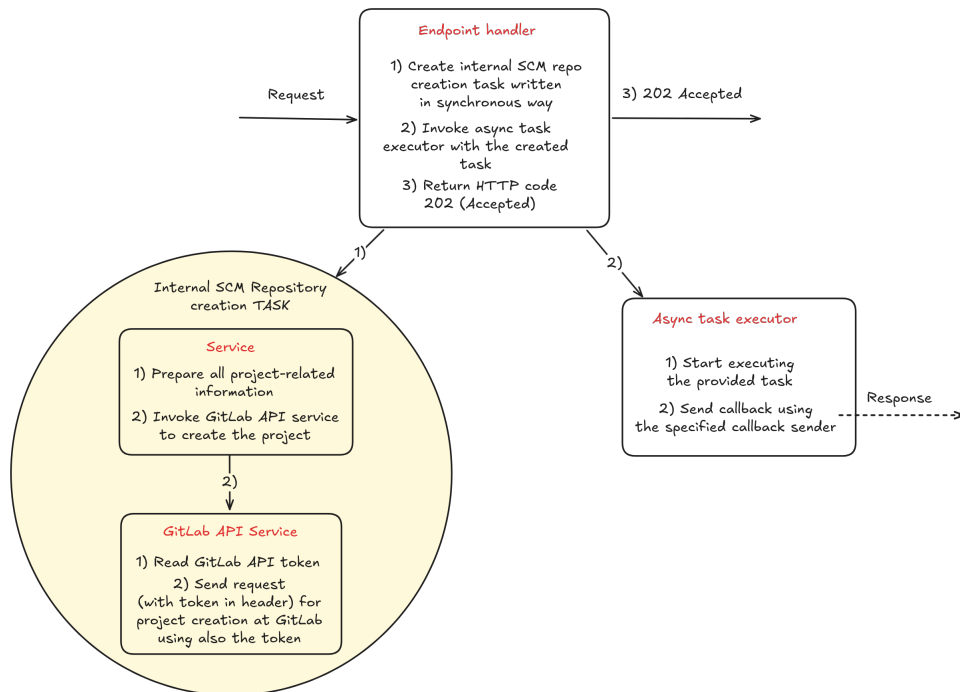 Endpoint handler
1) Create internal SCM repo
creation task written
in synchronous way
2) Invoke async task
executor with the created
task
3) Return HTTP code
202 (Accepted)
Request
3) 202 Accepted
1)
2)
Internal SCM Repository
creation TASK
Service
1) Prepare all project-related
information
2) Invoke GitLab API service
to create the project
2)
GitLab API Service
1) Read GitLab API token
2) Send request
(with token in header) for
project creation at GitLab
using also the token
Async task executor
1) Start executing
the provided task
2) Send callback using
the specified callback sender
Response